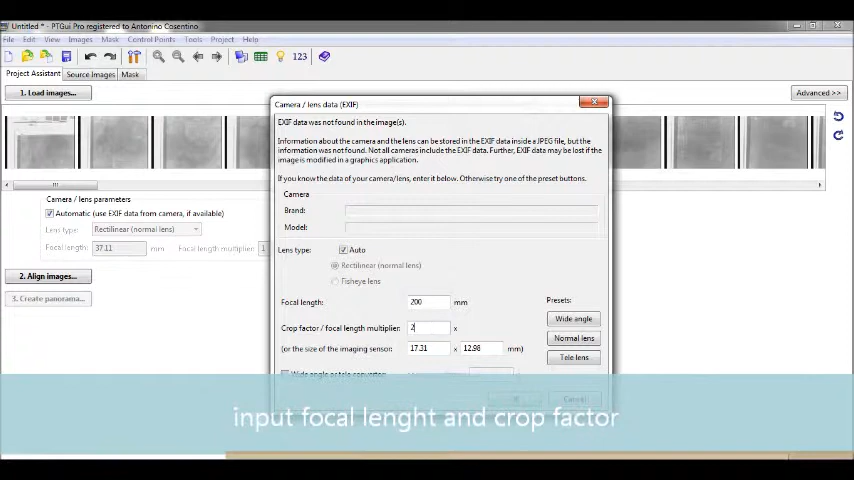 Untitled * - PTGui Pro registered to Antonino Cosentino
File Edit View Images Mask Control Points Tools Project Help
123
Project Assistant Source Images Mask
1. Load images... Advanced >>
Camera / lens parameters
Automatic (use EXIF data from camera, if available)
Lens type: Rectilinear (normal lens)
Focal length: 37.11 mm Focal length multiplier: 1
2. Align images...
3. Create panorama...
Camera / lens data (EXIF)
EXIF data was not found in the image(s).
Information about the camera and the lens can be stored in the EXIF data inside a JPEG file, but the
information was not found. Not all cameras include the EXIF data. Further, EXIF data may be lost if the
image is modified in a graphics application.
If you know the data of your camera/lens, enter it below. Otherwise try one of the preset buttons.
Camera
Brand:
Model:
Lens type: Auto
Rectilinear (normal lens)
Fisheye lens
Focal length: 200 mm
Crop factor / focal length multiplier: 2 x
(or the size of the imaging sensor: 17.31 x 12.98 mm)
Presets:
Wide angle
Normal lens
Tele lens
Wide angle or tele converter:
Cancel
input focal lenght and crop factor